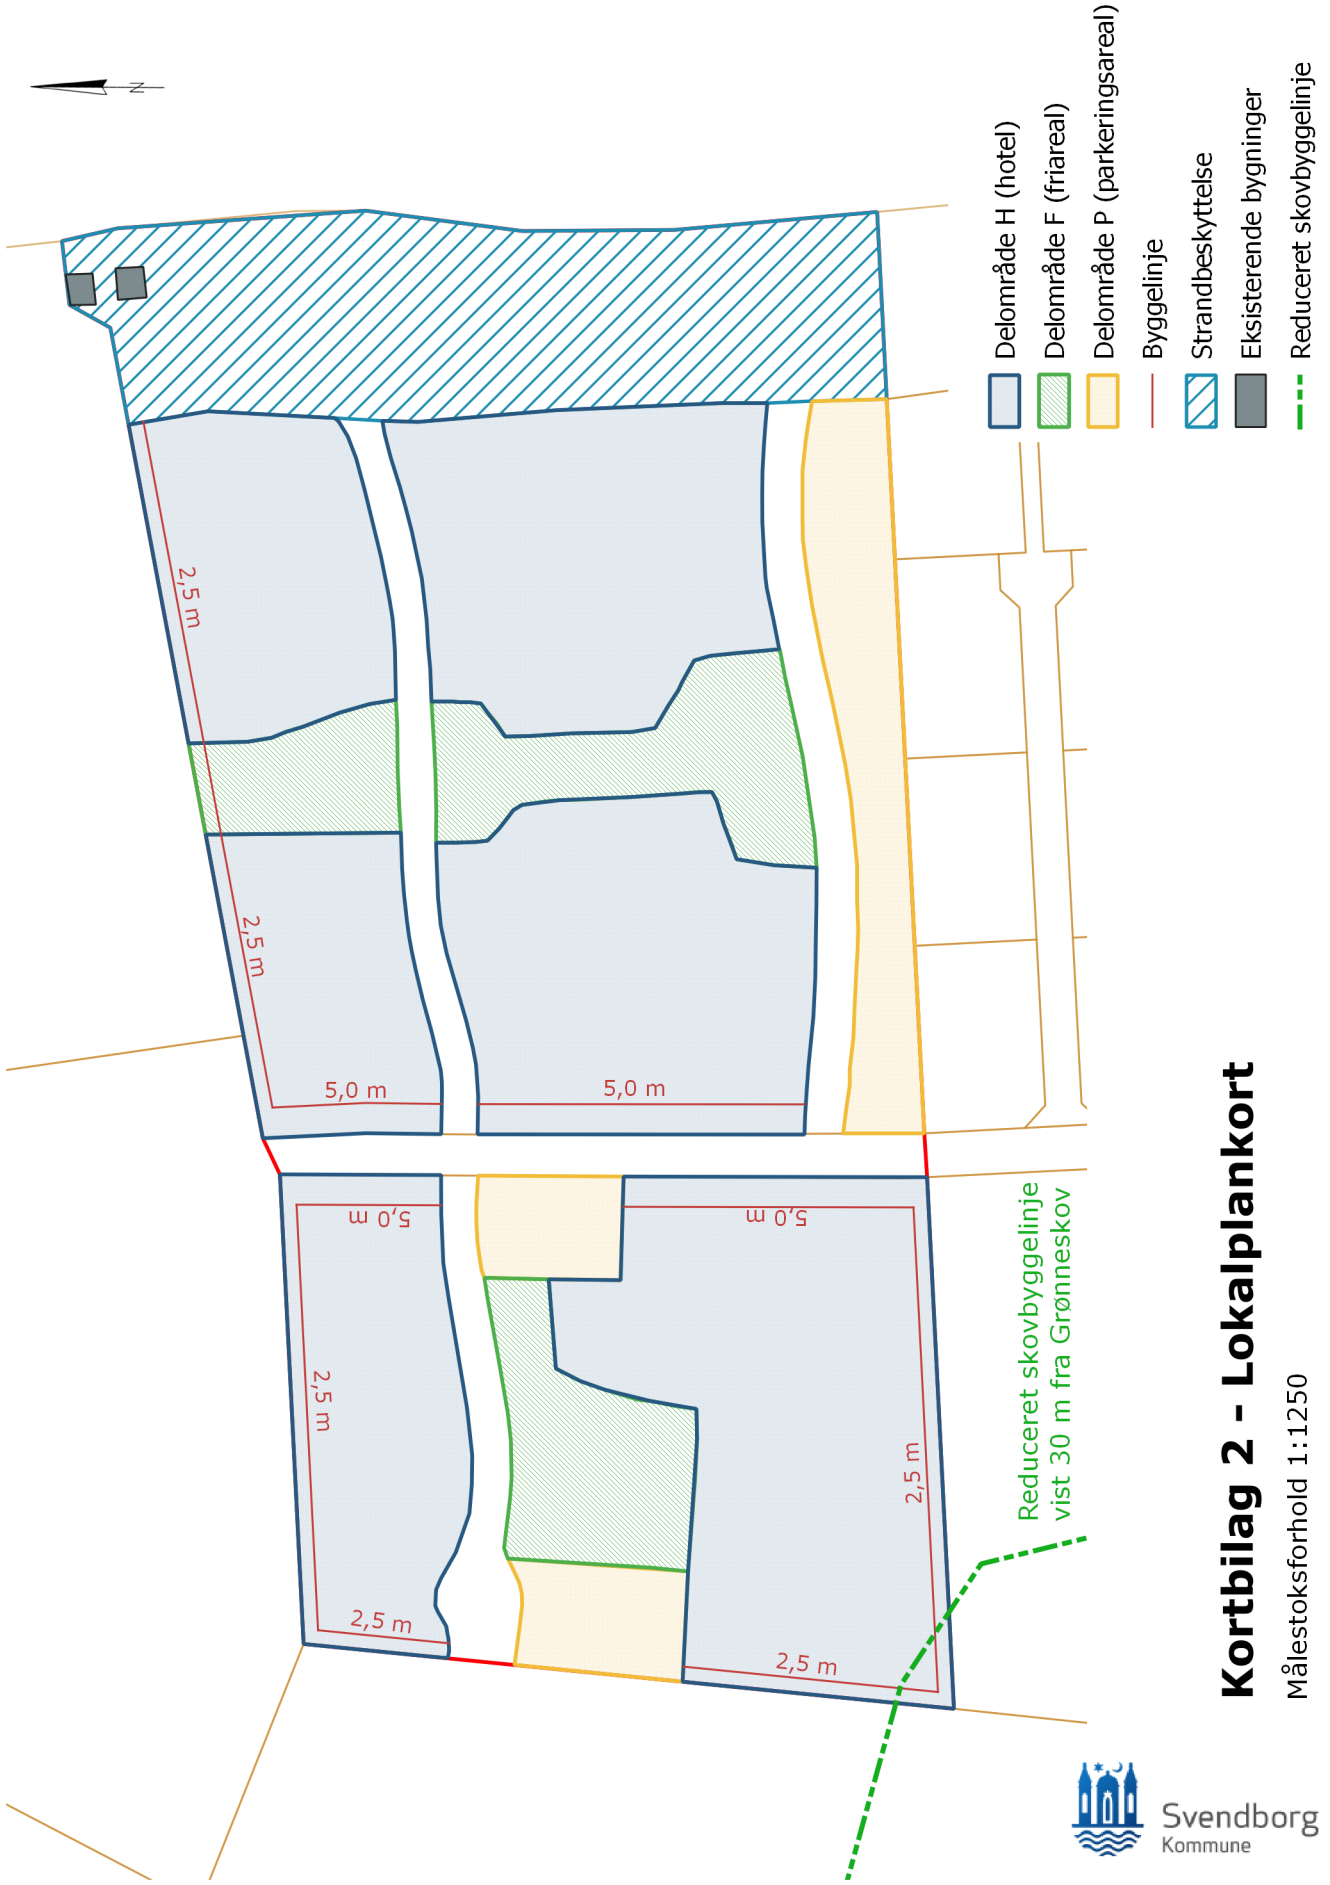 N
2,5 m
2,5 m
5,0 m
5,0 m
5,0 m
5,0 m
2,5 m
2,5 m
2,5 m
2,5 m
Reduceret skovbyggelinje
vist 30 m fra Grønneskov
Delområde H (hotel)
Delområde F (friareal)
Delområde P (parkeringsareal)
Byggelinje
Strandbeskyttelse
Eksisterende bygninger
Reduceret skovbyggelinje
Kortbilag 2 - Lokalplankort
Målestoksforhold 1:1250
Svendborg
Kommune